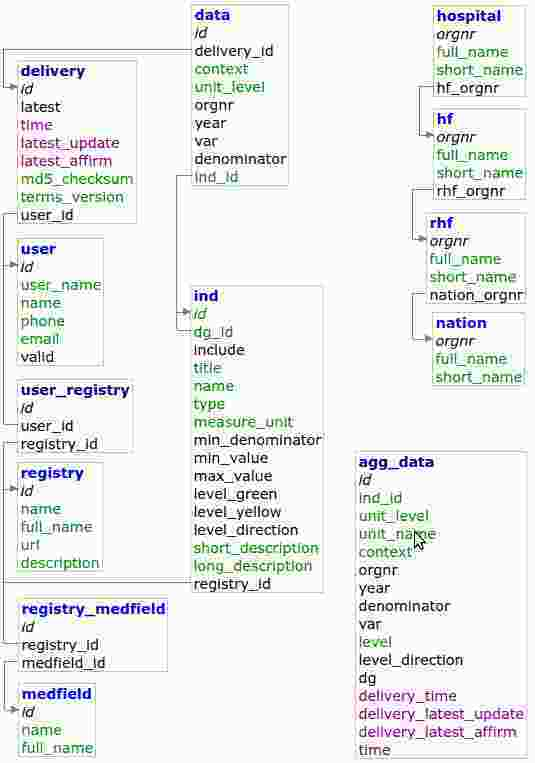 data
id
delivery_id
context
unit_level
orgnr
year
var
denominator
ind_id
hospital
orgnr
full_name
short_name
hf_orgnr
delivery
id
latest
time
latest_update
latest_affirm
md5_checksum
terms_version
user_id
hf
orgnr
full_name
short_name
rhf_orgnr
user
id
user_name
name
phone
email
valid
rhf
orgnr
full_name
short_name
nation_orgnr
ind
id
dg_id
include
title
name
type
measure_unit
min_denominator
min_value
max_value
level_green
level_yellow
level_direction
short_description
long_description
registry_id
nation
orgnr
full_name
short_name
user_registry
id
user_id
registry_id
registry
id
name
full_name
url
description
agg_data
id
ind_id
unit_level
unit_name
context
orgnr
year
denominator
var
level
level_direction
dg
delivery_time
delivery_latest_update
delivery_latest_affirm
time
registry_medfield
id
registry_id
medfield_id
medfield
id
name
full_name